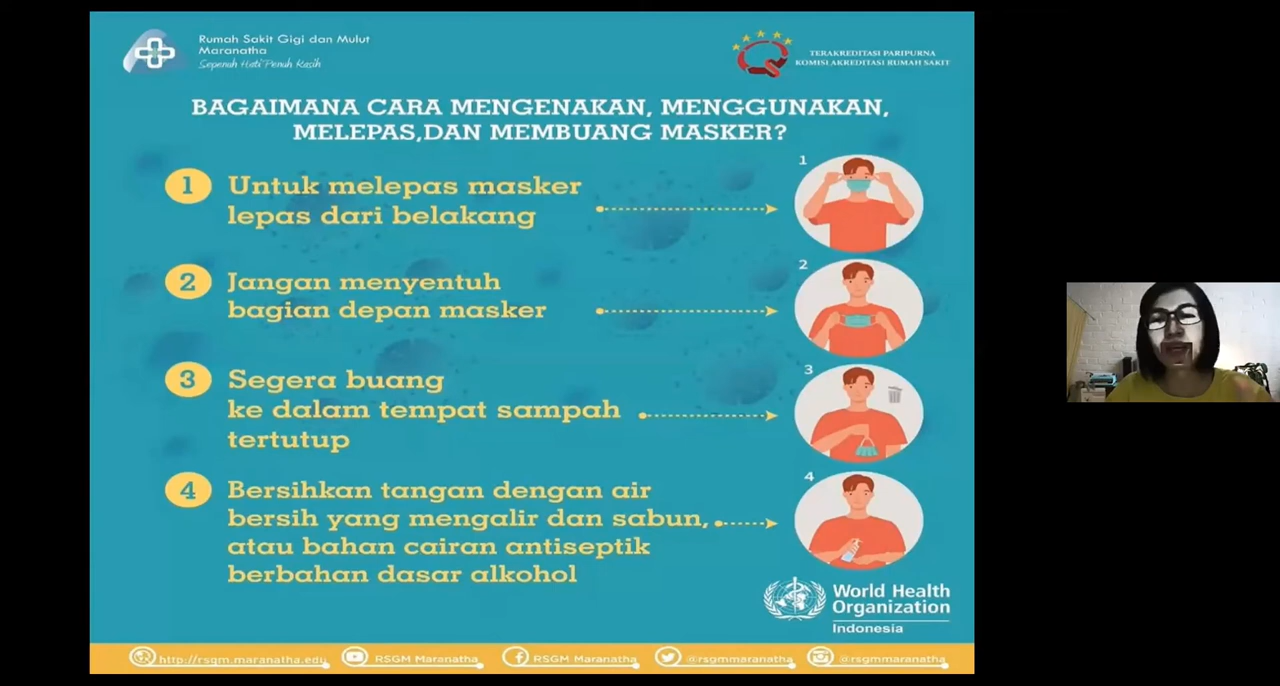 Rumah Sakit Gigi dan Mulut
Maranatha
Sepenuh Hati Penuh Kasih
TERAKREDITASI PARIPURNA
KOMISI AKREDITASI RUMAH SAKIT
BAGAIMANA CARA MENGENAKAN, MENGGUNAKAN,
MELEPAS,DAN MEMBUANG MASKER?
1
Untuk melepas masker
lepas dari belakang
1
2
Jangan menyentuh
bagian depan masker
2
3
Segera buang
ke dalam tempat sampah
tertutup
3
4
Bersihkan tangan dengan air
bersih yang mengalir dan sabun,
atau bahan cairan antiseptik
berbahan dasar alkohol
4
World Health
Organization
Indonesia
http://rsgm.maranatha.edu
RSGM Maranatha
RSGM Maranatha
@rsgmmaranatha
@rsgmmaranatha